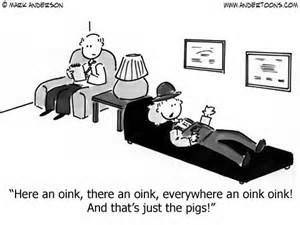 © MARK ANDERSON
WWW.ANDERTOONS.COM
"Here an oink, there an oink, everywhere an oink oink!
And that's just the pigs!"